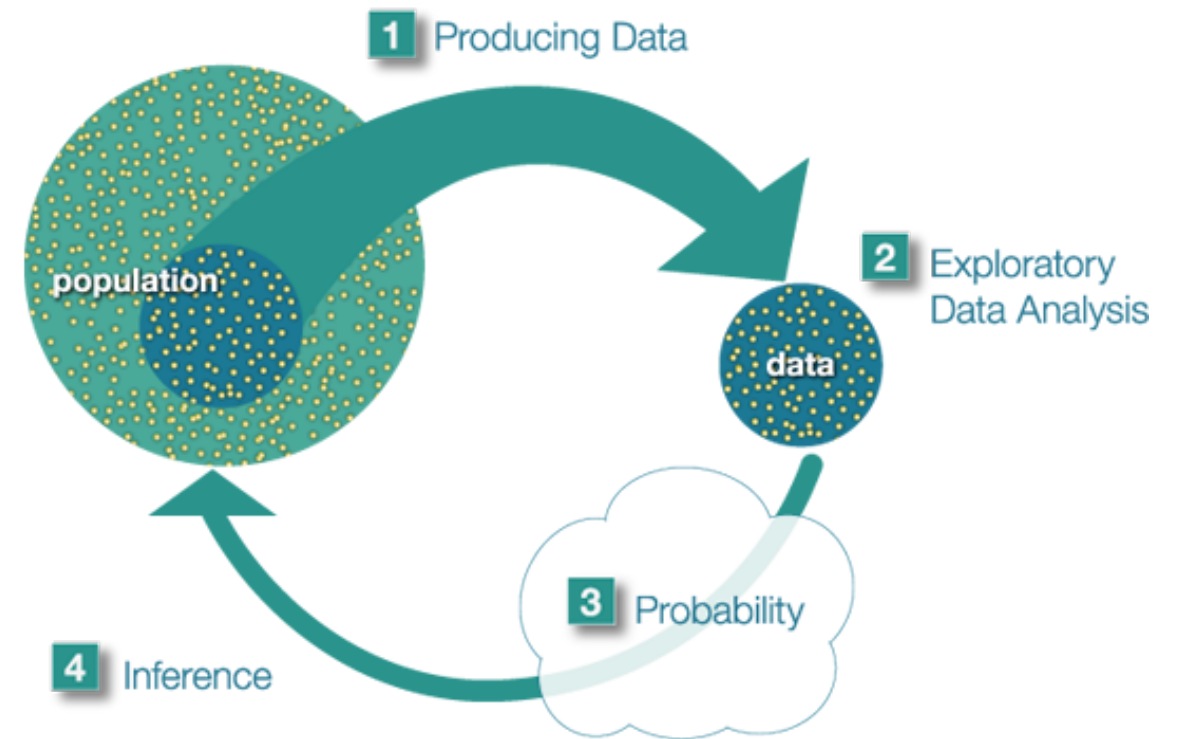 1 Producing Data
population
2 Exploratory
Data Analysis
data
3 Probability
4 Inference